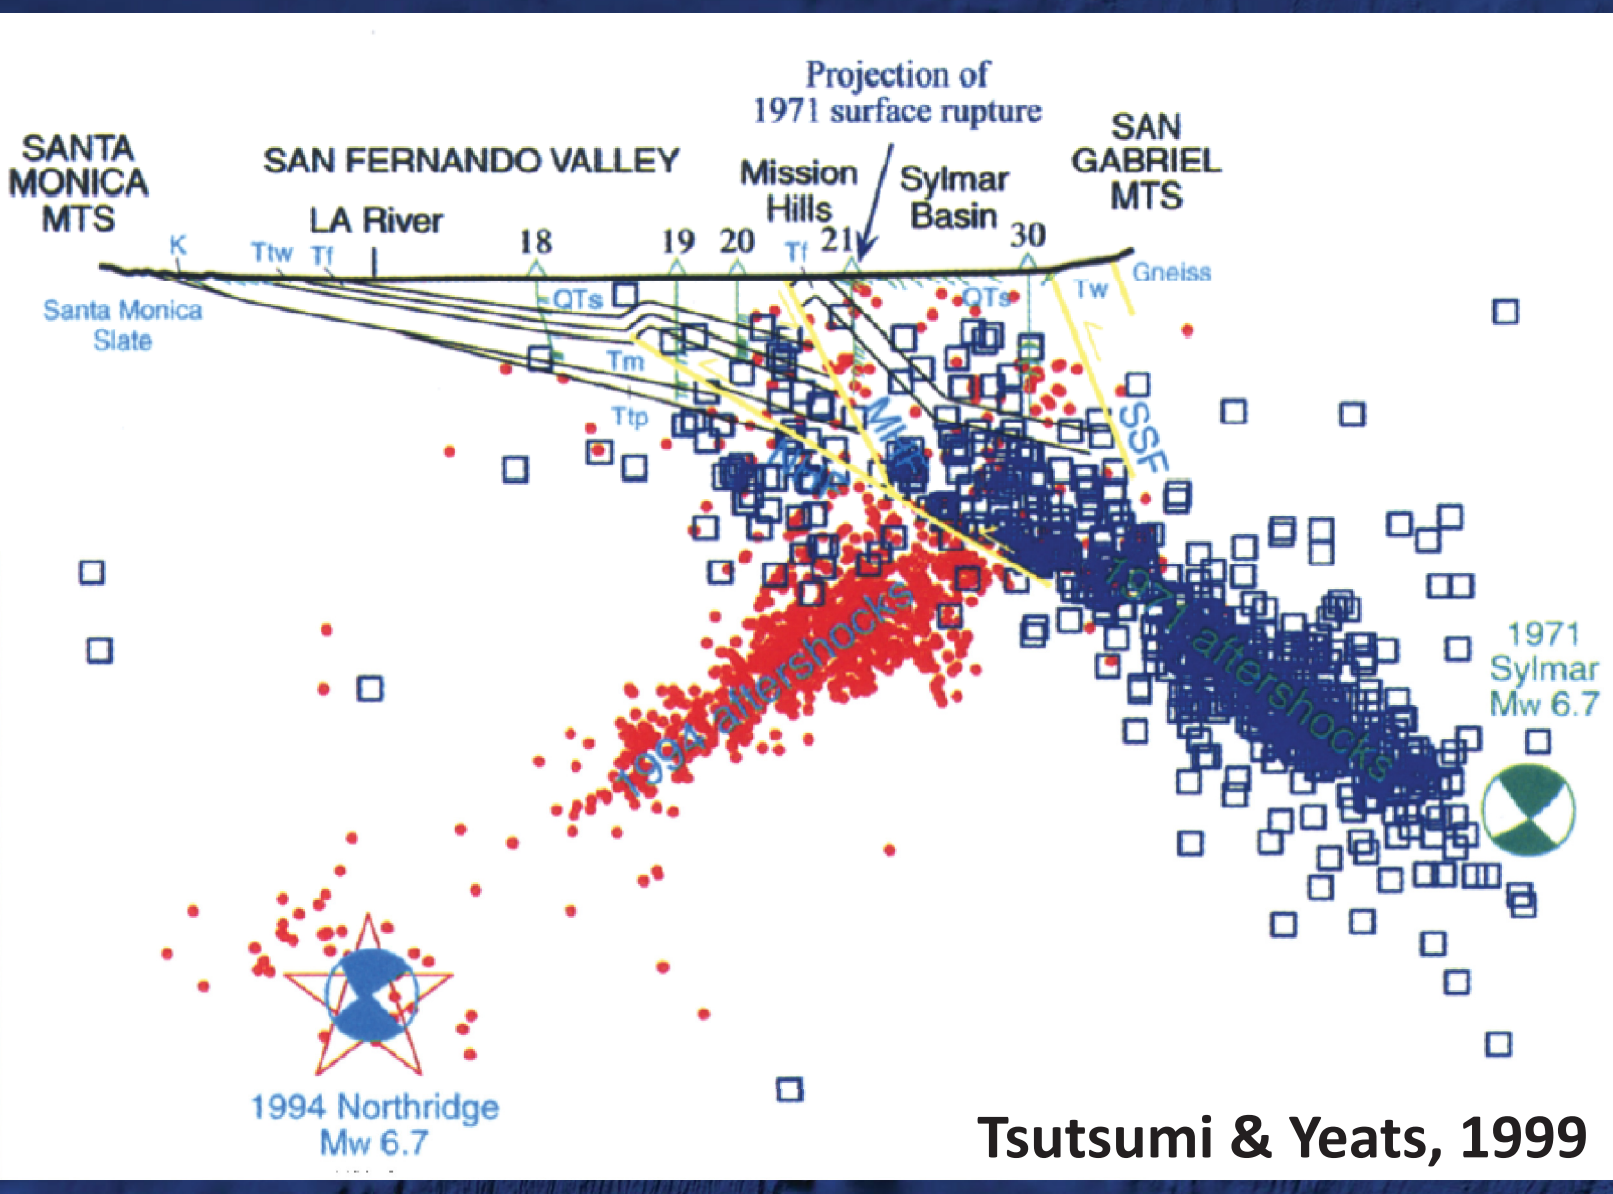 Projection of
1971 surface rupture
SANTA
MONICA
MTS
SAN FERNANDO VALLEY
LA River
Mission
Hills
Sylmar
Basin
SAN
GABRIEL
MTS
K
Ttw
Tf
18
19
20
Tf
21
30
Gneiss
Santa Monica
Slate
QTs
QTs
Tw
Tm
Ttp
MHF
SSF
1971 aftershocks
1994 aftershocks
1971
Sylmar
Mw 6.7
1994 Northridge
Mw 6.7
Tsutsumi & Yeats, 1999